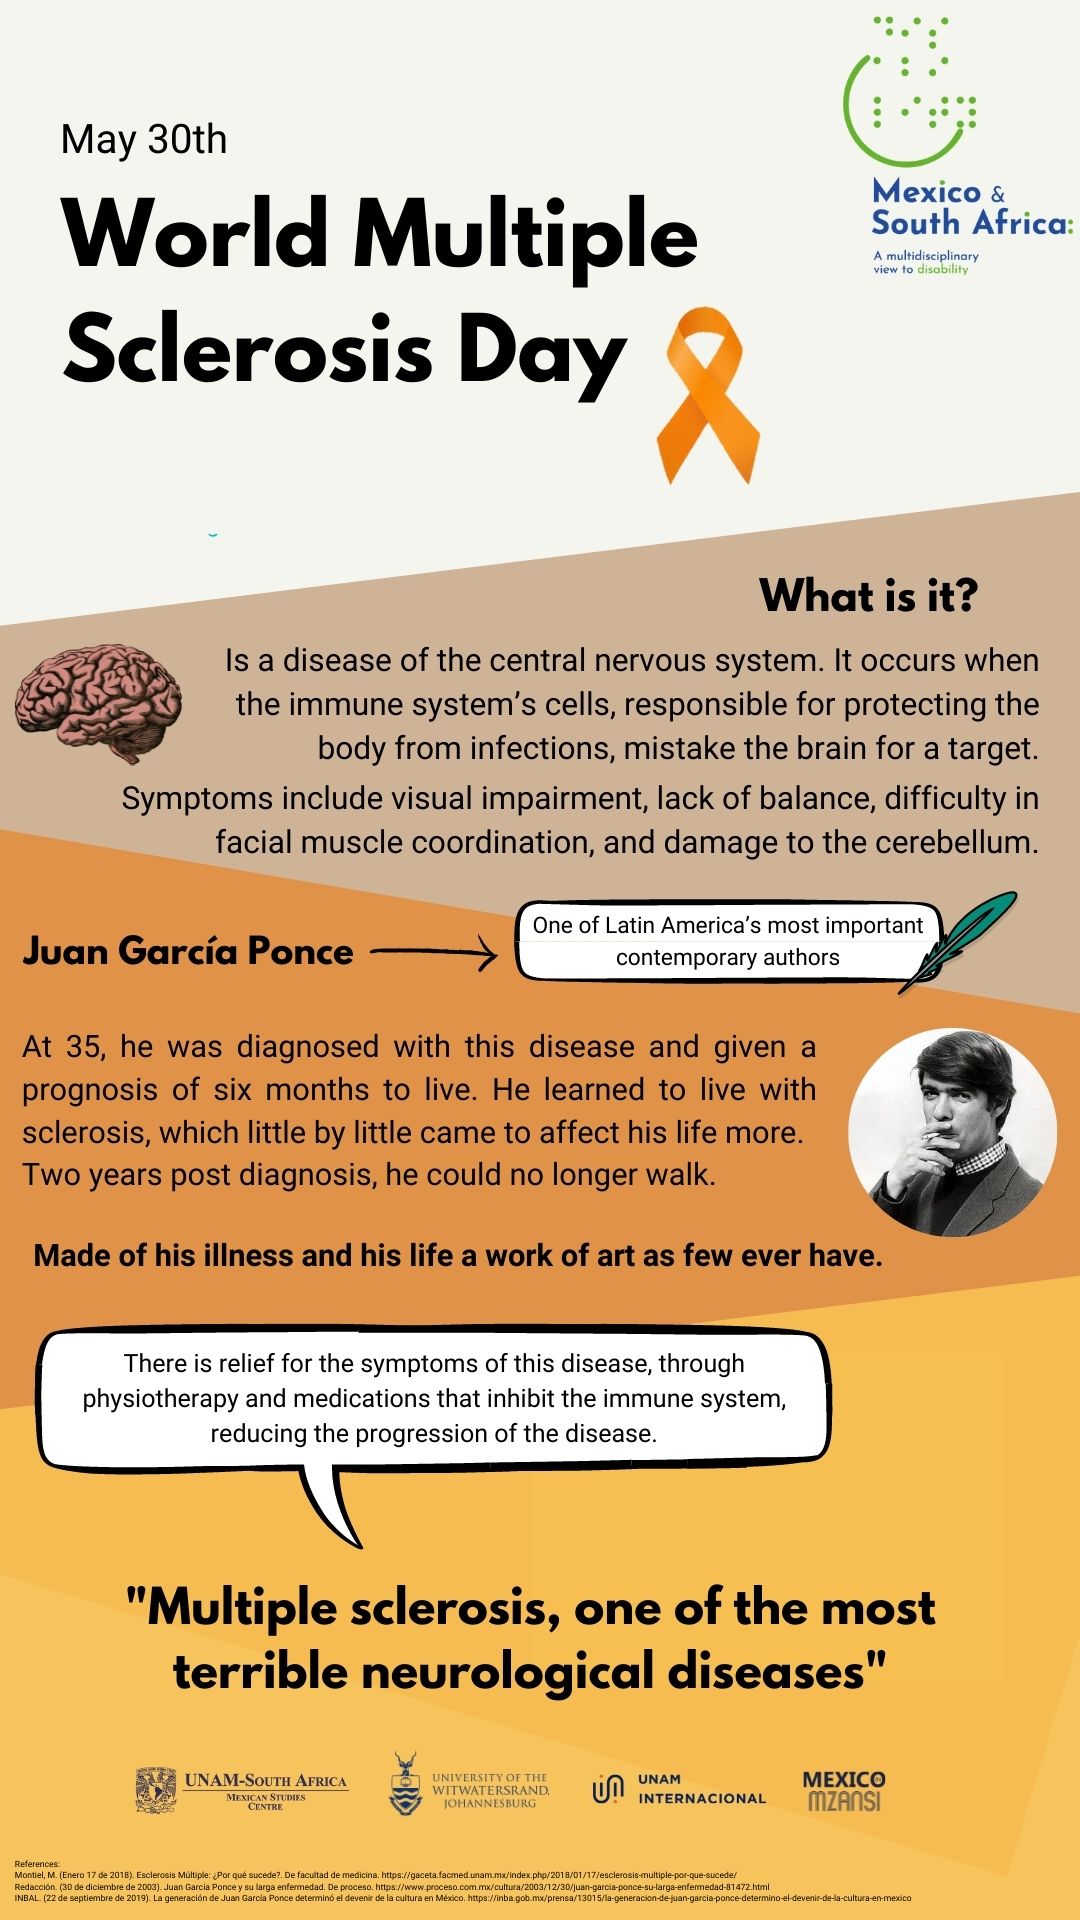 May 30th
World Multiple
Sclerosis Day
Mexico &
South Africa:
A multidisciplinary
view to disability
What is it?
Is a disease of the central nervous system. It occurs when
the immune system’s cells, responsible for protecting the
body from infections, mistake the brain for a target.
Symptoms include visual impairment, lack of balance, difficulty in
facial muscle coordination, and damage to the cerebellum.
Juan García Ponce
One of Latin America’s most important
contemporary authors
At 35, he was diagnosed with this disease and given a
prognosis of six months to live. He learned to live with
sclerosis, which little by little came to affect his life more.
Two years post diagnosis, he could no longer walk.
Made of his illness and his life a work of art as few ever have.
There is relief for the symptoms of this disease, through
physiotherapy and medications that inhibit the immune system,
reducing the progression of the disease.
"Multiple sclerosis, one of the most
terrible neurological diseases"
UNAM-South Africa
Mexican Studies
Centre
UNIVERSITY OF THE
WITWATERSRAND,
JOHANNESBURG
UNAM
INTERNACIONAL
MEXICO IN
MZANSI
References:
Montiel, M. (Enero 17 de 2018). Esclerosis Múltiple: ¿Por qué sucede?. De facultad de medicina. https://gaceta.facmed.unam.mx/index.php/2018/01/17/esclerosis-multiple-por-que-sucede/
Redacción. (30 de diciembre de 2003). Juan García Ponce y su larga enfermedad. De proceso. https://www.proceso.com.mx/cultura/2003/12/30/juan-garcia-ponce-su-larga-enfermedad-81472.html
INBAL. (22 de septiembre de 2019). La generación de Juan García Ponce determinó el devenir de la cultura en México. https://inba.gob.mx/prensa/13015/la-generacion-de-juan-garcia-ponce-determino-el-devenir-de-la-cultura-en-mexico